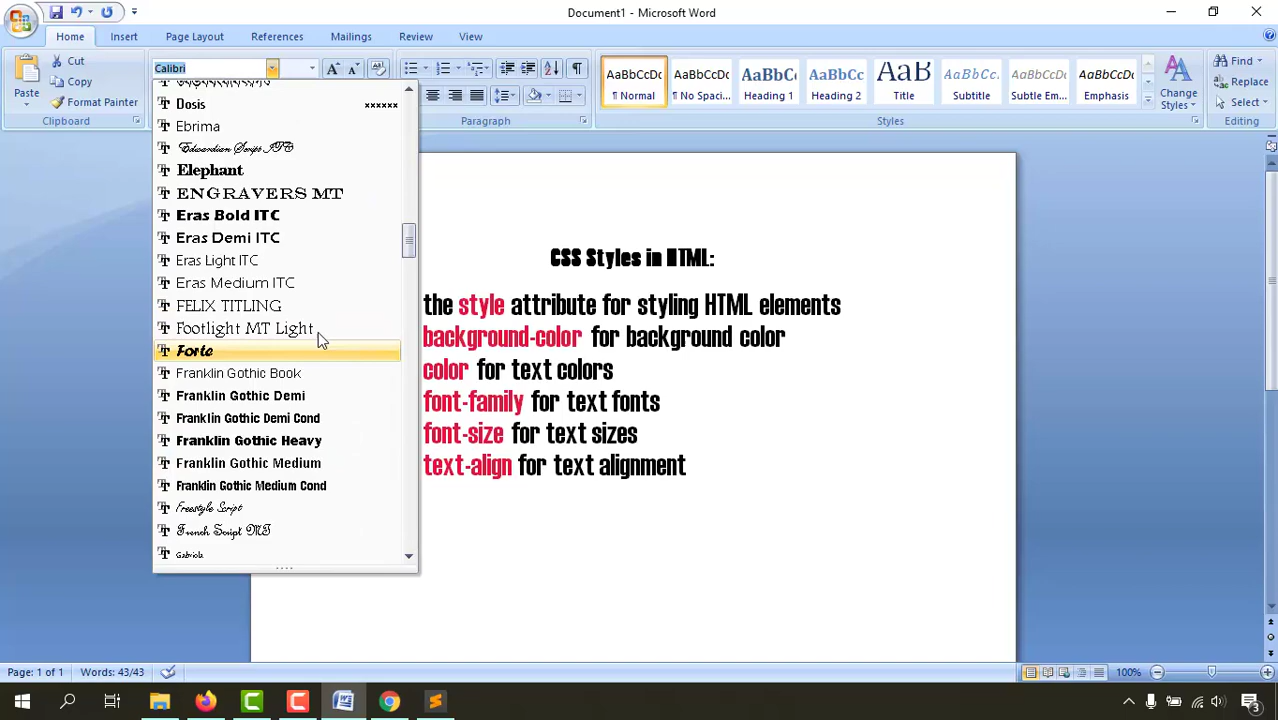 Document1 - Microsoft Word
Home Insert Page Layout References Mailings Review View
Cut
Copy
Format Painter
Paste
Clipboard
Calibri
Dosis xxxxxx
Ebrima
Edwardian Script ITC
Elephant
ENGRAVERS MT
Eras Bold ITC
Eras Demi ITC
Eras Light ITC
Eras Medium ITC
FELIX TITLING
Footlight MT Light
Forte
Franklin Gothic Book
Franklin Gothic Demi
Franklin Gothic Demi Cond
Franklin Gothic Heavy
Franklin Gothic Medium
Franklin Gothic Medium Cond
Freestyle Script
French Script MT
Gabriola
Paragraph
AaBbCcDc AaBbCcDc AaBbC AaBbCc AaB AaBbCc. AaBbCcDc AaBbCcDc
¶ Normal ¶ No Spaci... Heading 1 Heading 2 Title Subtitle Subtle Em... Emphasis
Change
Styles
Styles
Find
Replace
Select
Editing
CSS Styles in HTML:
the style attribute for styling HTML elements
background-color for background color
color for text colors
font-family for text fonts
font-size for text sizes
text-align for text alignment
Page: 1 of 1 Words: 43/43 100%
3